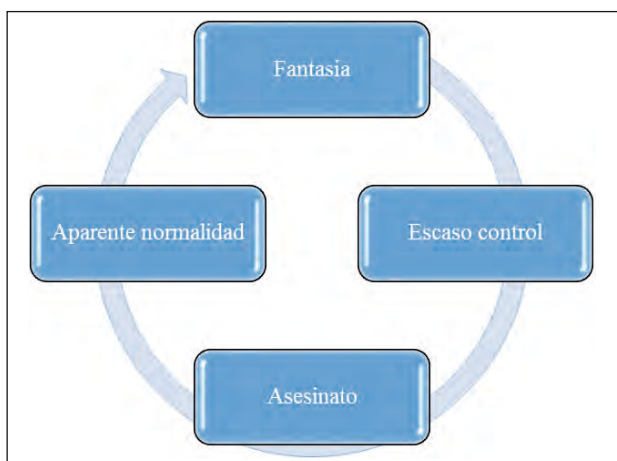 Fantasia
Aparente normalidad
Escaso control
Asesinato